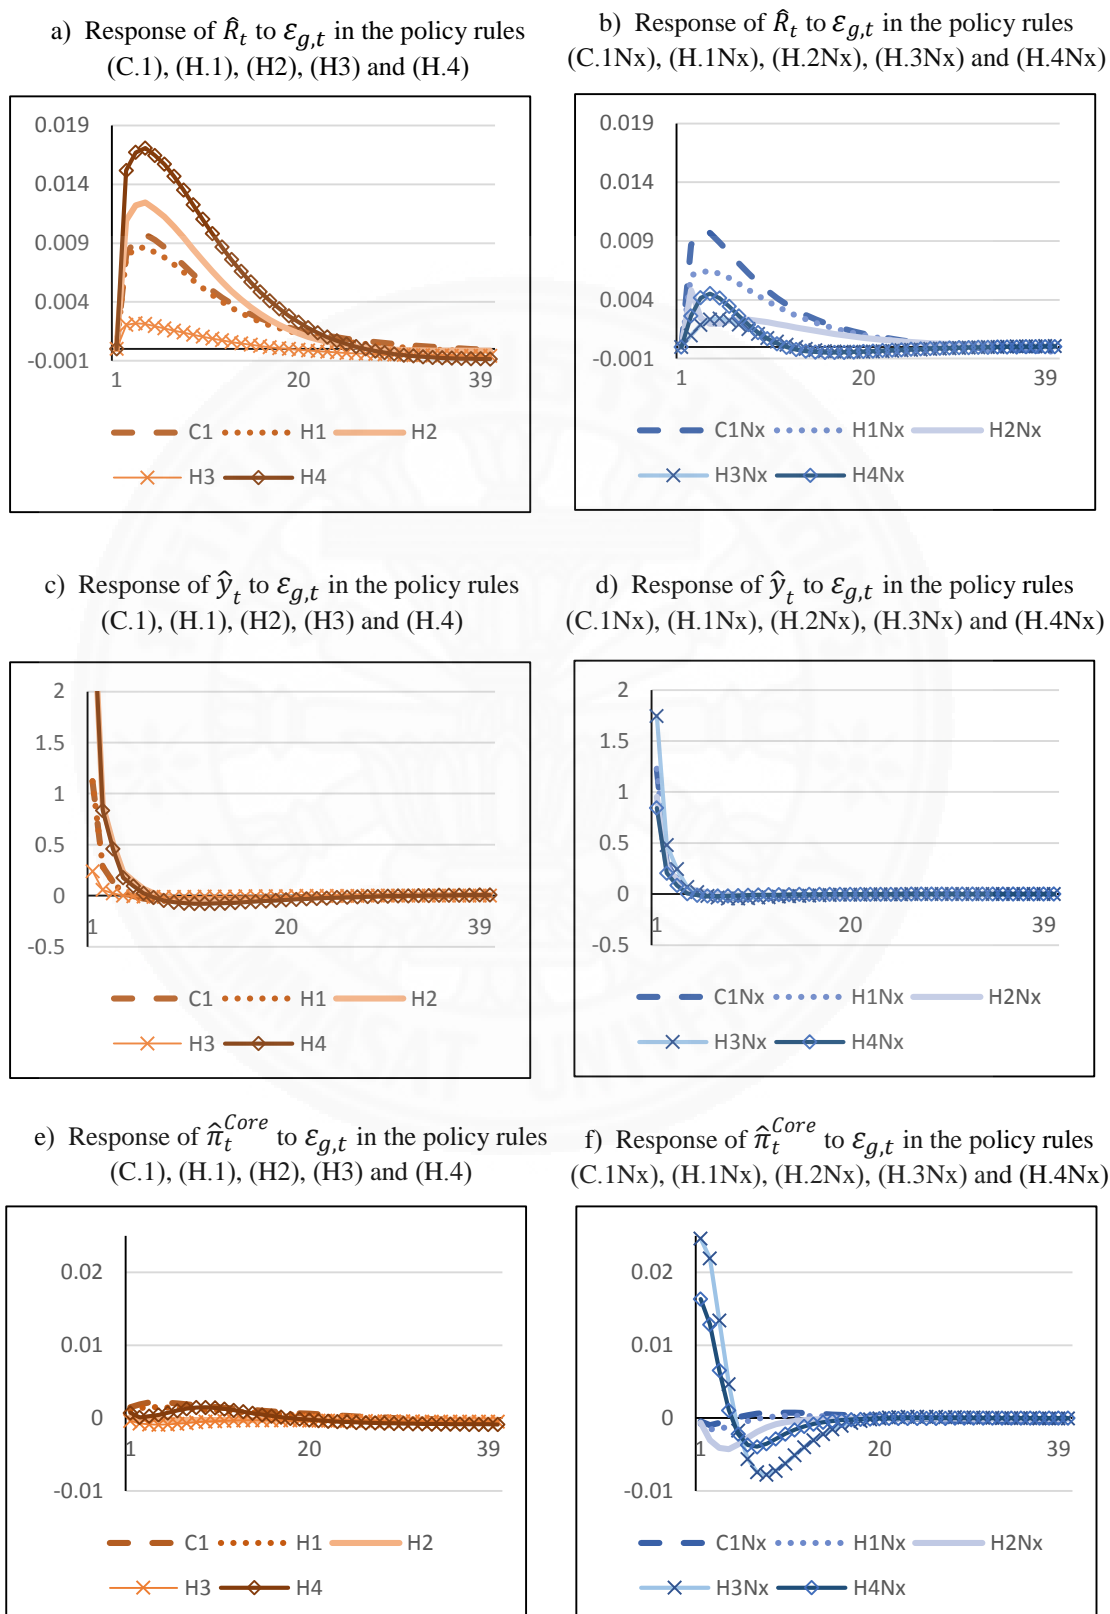 a) Response of R̂t to εg,t in the policy rules
(C.1), (H.1), (H2), (H3) and (H.4)
0.019
0.014
0.009
0.004
-0.001
1 20 39
C1 H1 H2
H3 H4
b) Response of R̂t to εg,t in the policy rules
(C.1Nx), (H.1Nx), (H.2Nx), (H.3Nx) and (H.4Nx)
0.019
0.014
0.009
0.004
-0.001
1 20 39
C1Nx H1Nx H2Nx
H3Nx H4Nx
c) Response of ŷt to εg,t in the policy rules
(C.1), (H.1), (H2), (H3) and (H.4)
2
1.5
1
0.5
0
-0.5
1 20 39
C1 H1 H2
H3 H4
d) Response of ŷt to εg,t in the policy rules
(C.1Nx), (H.1Nx), (H.2Nx), (H.3Nx) and (H.4Nx)
2
1.5
1
0.5
0
-0.5
1 20 39
C1Nx H1Nx H2Nx
H3Nx H4Nx
e) Response of π̂t^Core to εg,t in the policy rules
(C.1), (H.1), (H2), (H3) and (H.4)
0.02
0.01
0
-0.01
1 20 39
C1 H1 H2
H3 H4
f) Response of π̂t^Core to εg,t in the policy rules
(C.1Nx), (H.1Nx), (H.2Nx), (H.3Nx) and (H.4Nx)
0.02
0.01
0
-0.01
1 20 39
C1Nx H1Nx H2Nx
H3Nx H4Nx